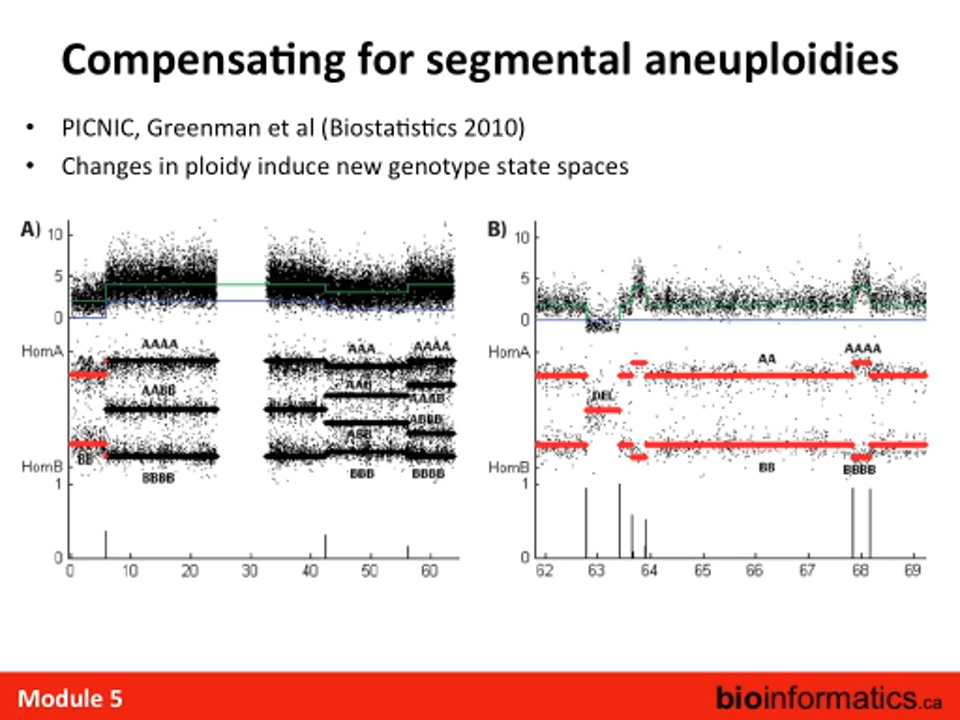 Compensating for segmental aneuploidies
• PICNIC, Greenman et al (Biostatistics 2010)
• Changes in ploidy induce new genotype state spaces
A)
10
5
0
HomA
AA
AAAA
AAA
AAAA
AABB
AAB
AAAB
ABBB
ABB
BB
HomB
BBBB
BBB
BBBB
1
0
0 10 20 30 40 50 60
B)
10
5
0
HomA
AA
AAAA
DEL
HomB
BB
BBBB
1
0
62 63 64 65 66 67 68 69
Module 5
bioinformatics.ca